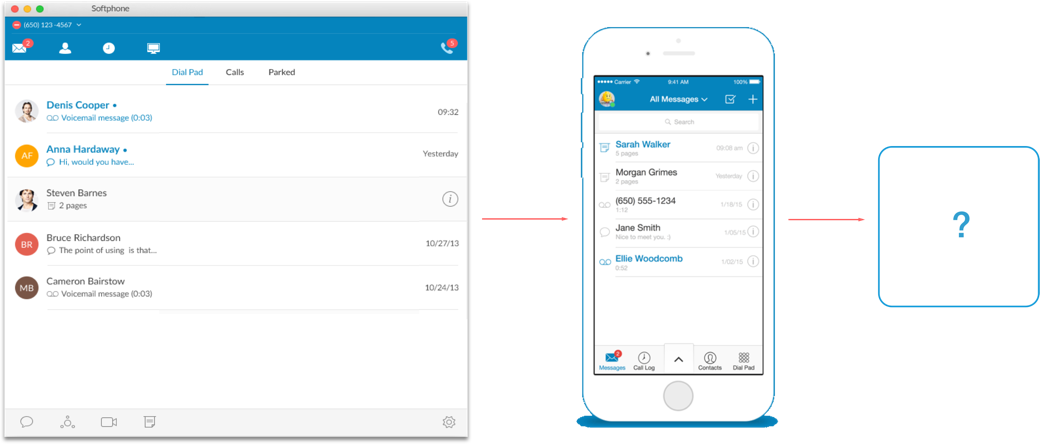 Softphone
(650) 123 -4567
2
5
Dial Pad Calls Parked
Denis Cooper
Voicemail message (0:03)
09:32
AF
Anna Hardaway
Hi, would you have...
Yesterday
Steven Barnes
2 pages
i
BR
Bruce Richardson
The point of using is that...
10/27/13
MB
Cameron Bairstow
Voicemail message (0:03)
10/24/13
Carrier 9:41 AM 100%
All Messages
Search
Sarah Walker
5 pages
09:08 am
i
Morgan Grimes
2 pages
Yesterday
i
(650) 555-1234
1:12
1/18/15
i
Jane Smith
Nice to meet you. :)
1/05/15
i
Ellie Woodcomb
0:52
1/02/15
i
2
Messages Call Log Contacts Dial Pad
?